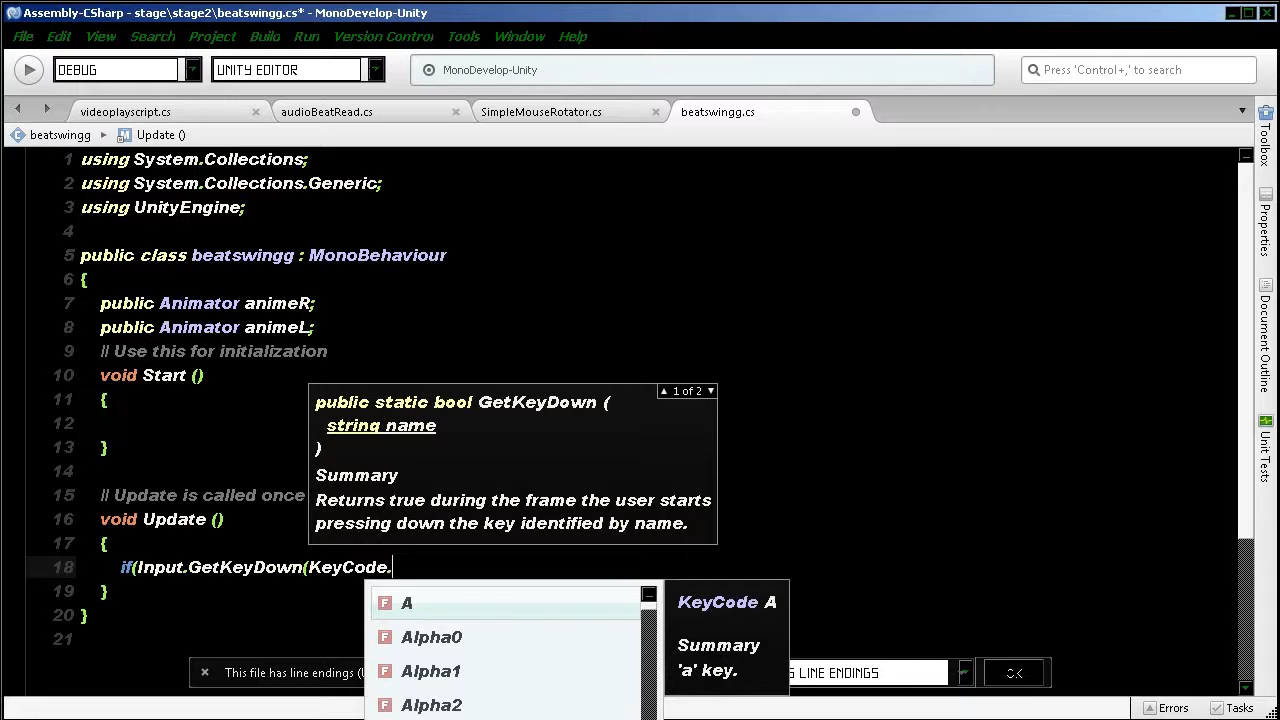 Assembly-CSharp - stage\stage2\beatswingg.cs* - MonoDevelop-Unity
File Edit View Search Project Build Run Version Control Tools Window Help
DEBUG UNITY EDITOR MonoDevelop-Unity Press 'Control+,' to search
videoplayscript.cs audioBeatRead.cs SimpleMouseRotator.cs beatswingg.cs
beatswingg Update ()
1 using System.Collections;
2 using System.Collections.Generic;
3 using UnityEngine;
4
5 public class beatswingg : MonoBehaviour
6 {
7 public Animator animeR;
8 public Animator animeL;
9 // Use this for initialization
10 void Start ()
11 {
12
13 }
14
15 // Update is called once
16 void Update ()
17 {
18 if(Input.GetKeyDown(KeyCode.
19 }
20 }
21
1 of 2
public static bool GetKeyDown (
string name
)
Summary
Returns true during the frame the user starts
pressing down the key identified by name.
A
Alpha0
Alpha1
Alpha2
KeyCode A
Summary
'a' key.
This file has line endings (
LINE ENDINGS
OK
Toolbox
Properties
Document Outline
Unit Tests
Errors Tasks